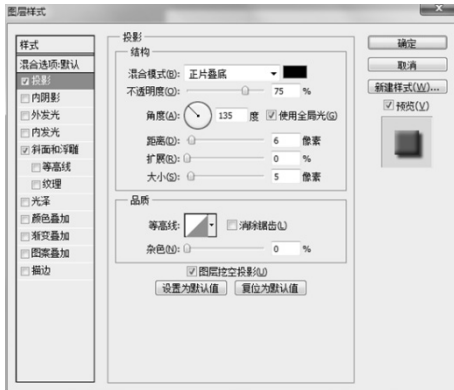 图层样式
样式
混合选项:默认
投影
内阴影
外发光
内发光
斜面和浮雕
等高线
纹理
光泽
颜色叠加
渐变叠加
图案叠加
描边
投影
结构
混合模式(B): 正片叠底
不透明度(O): 75 %
角度(A): 135 度 使用全局光(G)
距离(D): 6 像素
扩展(R): 0 %
大小(S): 5 像素
品质
等高线: 消除锯齿(L)
杂色(N): 0 %
图层挖空投影(U)
设置为默认值 复位为默认值
确定
取消
新建样式(W)...
预览(V)